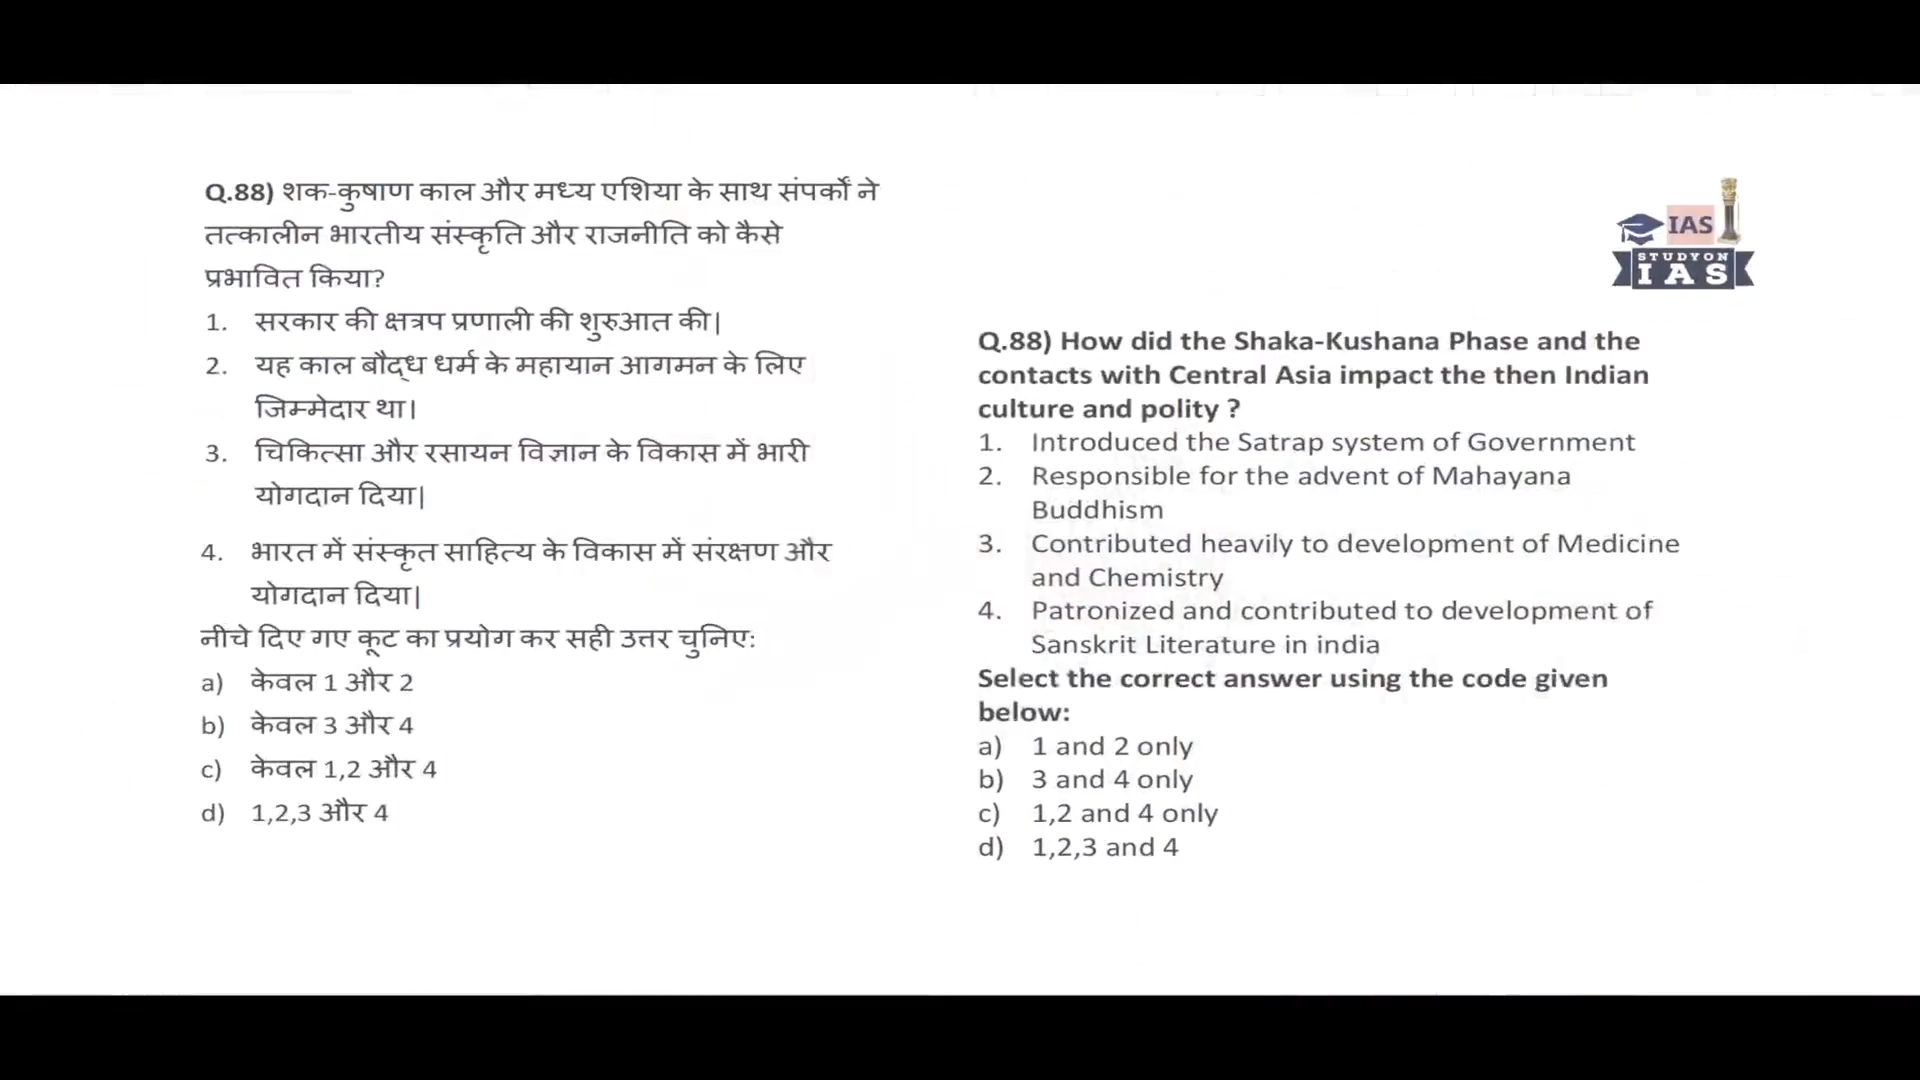 Q.88) शक-कुषाण काल और मध्य एशिया के साथ संपर्कों ने
तत्कालीन भारतीय संस्कृति और राजनीति को कैसे
प्रभावित किया?
1. सरकार की क्षत्रप प्रणाली की शुरुआत की|
2. यह काल बौद्ध धर्म के महायान आगमन के लिए
जिम्मेदार था।
3. चिकित्सा और रसायन विज्ञान के विकास में भारी
योगदान दिया|
4. भारत में संस्कृत साहित्य के विकास में संरक्षण और
योगदान दिया|
नीचे दिए गए कूट का प्रयोग कर सही उत्तर चुनिए:
a) केवल 1 और 2
b) केवल 3 और 4
c) केवल 1,2 और 4
d) 1,2,3 और 4
IAS
STUDYON
IAS
Q.88) How did the Shaka-Kushana Phase and the
contacts with Central Asia impact the then Indian
culture and polity ?
1. Introduced the Satrap system of Government
2. Responsible for the advent of Mahayana
Buddhism
3. Contributed heavily to development of Medicine
and Chemistry
4. Patronized and contributed to development of
Sanskrit Literature in india
Select the correct answer using the code given
below:
a) 1 and 2 only
b) 3 and 4 only
c) 1,2 and 4 only
d) 1,2,3 and 4